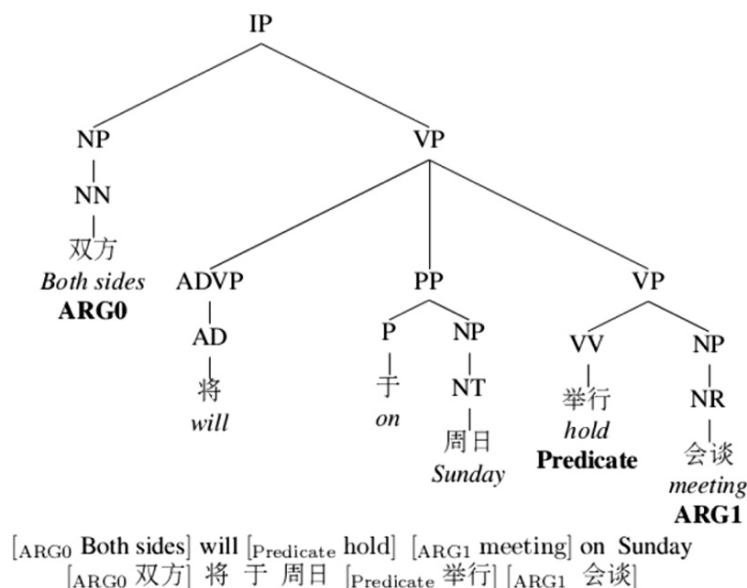 IP
NP VP
NN
双方
Both sides ADVP PP VP
ARG0
AD P NP VV NP
将 于 NT 举行 NR
will on hold
周日 Predicate 会谈
Sunday meeting
ARG1
[ARG0 Both sides] will [Predicate hold] [ARG1 meeting] on Sunday
[ARG0 双方] 将 于 周日 [Predicate 举行] [ARG1 会谈]